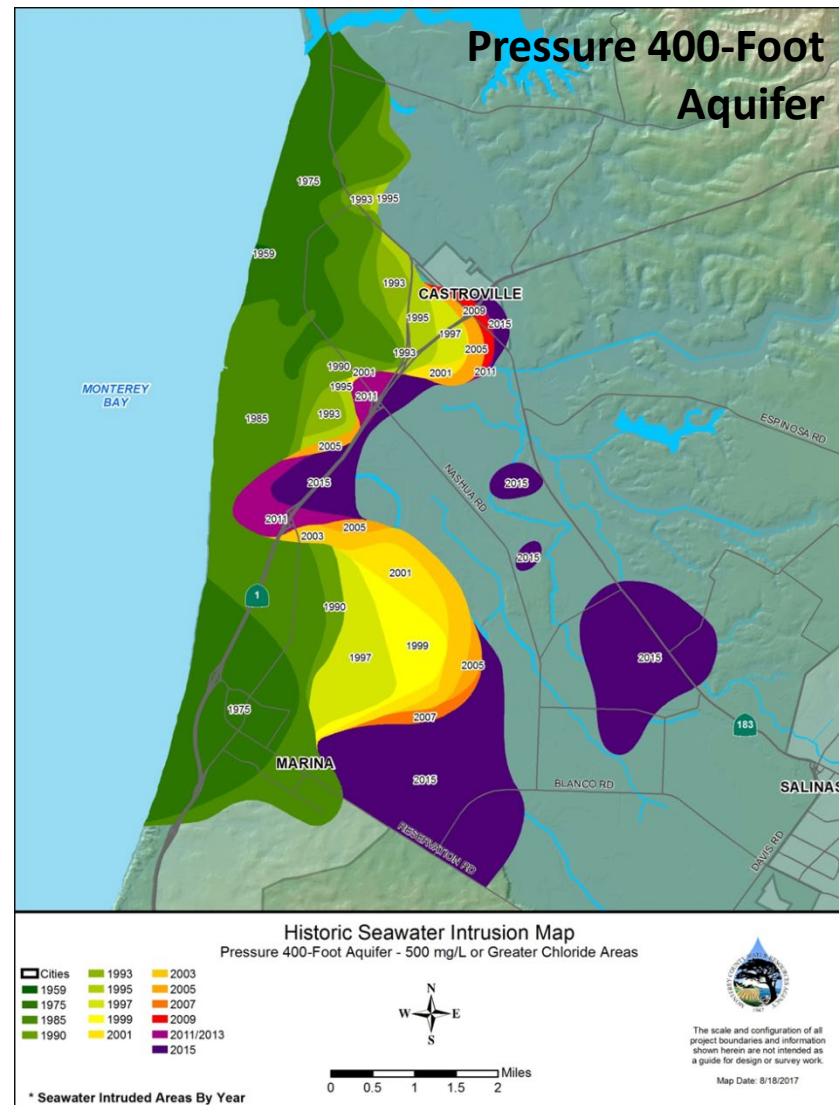 Pressure 400-Foot
Aquifer
1975
1993
1995
1959
1993
CASTROVILLE
2009
1995
2015
1997
1993
2005
1990
2001
2001
2011
1995
2011
MONTEREY
BAY
1985
1993
ESPINOSA RD
2005
NASHUA RD
2015
2015
2011
2003
2005
2015
2001
1
1990
1999
1997
2005
2015
1975
2007
183
MARINA
2015
BLANCO RD
SALINAS
RESERVATION RD
DAVIS RD
Historic Seawater Intrusion Map
Pressure 400-Foot Aquifer - 500 mg/L or Greater Chloride Areas
Cities
1959
1975
1985
1990
1993
1995
1997
1999
2001
2003
2005
2007
2009
2011/2013
2015
N
W E
S
Miles
0 0.5 1 1.5 2
* Seawater Intruded Areas By Year
MONTEREY COUNTY WATER RESOURCES AGENCY
1947
The scale and configuration of all
project boundaries and information
shown herein are not intended as
a guide for design or survey work.
Map Date: 8/18/2017